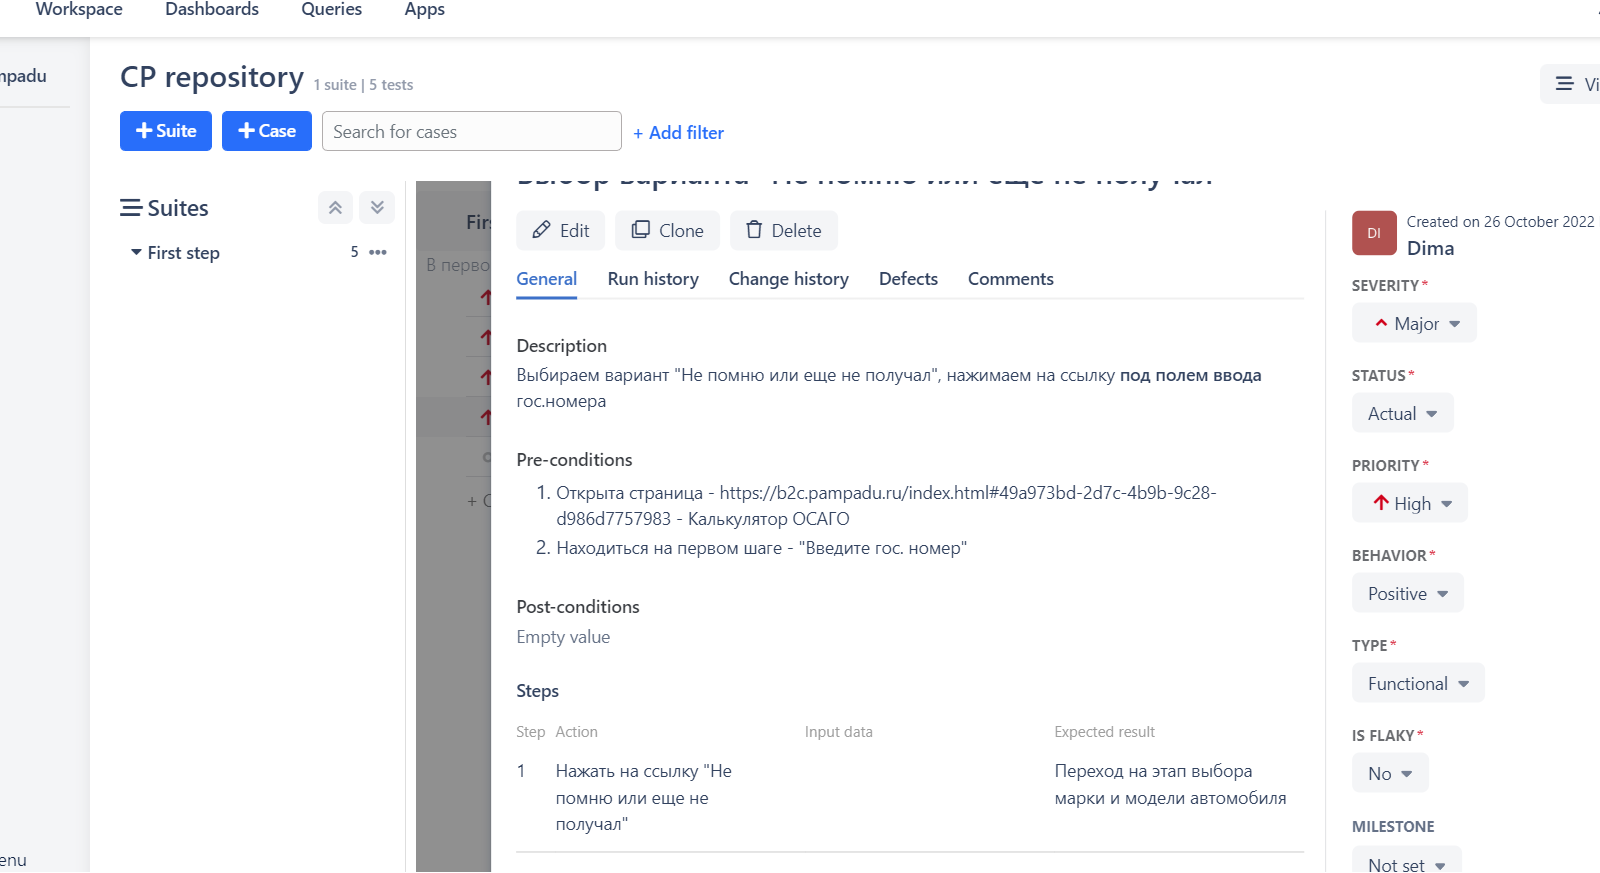 Workspace Dashboards Queries Apps
mpadu
CP repository 1 suite | 5 tests
+ Suite + Case Search for cases + Add filter
Suites
First step 5 •••
В перво
Edit Clone Delete
General Run history Change history Defects Comments
Description
Выбираем вариант "Не помню или еще не получал", нажимаем на ссылку под полем ввода
гос.номера
Pre-conditions
1. Открыта страница - https://b2c.pampadu.ru/index.html#49a973bd-2d7c-4b9b-9c28-
d986d7757983 - Калькулятор ОСАГО
2. Находиться на первом шаге - "Введите гос. номер"
Post-conditions
Empty value
Steps
Step Action Input data Expected result
1 Нажать на ссылку "Не Переход на этап выбора
помню или еще не марки и модели автомобиля
получал"
DI Created on 26 October 2022
Dima
SEVERITY*
Major
STATUS*
Actual
PRIORITY*
High
BEHAVIOR*
Positive
TYPE*
Functional
IS FLAKY*
No
MILESTONE
Not set
enu